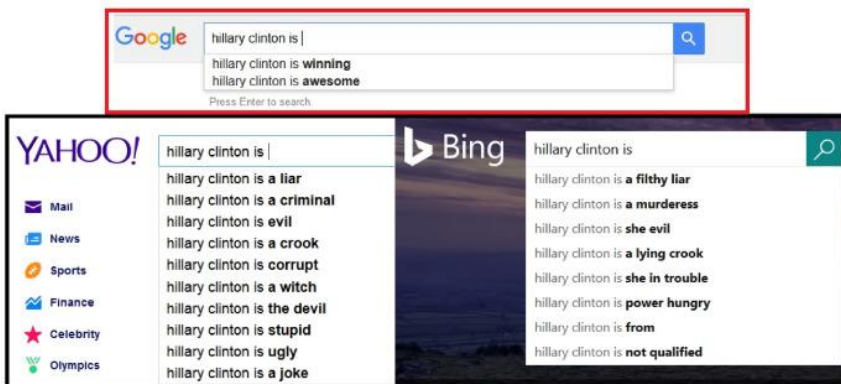 Google
hillary clinton is
hillary clinton is winning
hillary clinton is awesome
Press Enter to search.
YAHOO!
hillary clinton is
Mail
News
Sports
Finance
Celebrity
Olympics
hillary clinton is a liar
hillary clinton is a criminal
hillary clinton is evil
hillary clinton is a crook
hillary clinton is corrupt
hillary clinton is a witch
hillary clinton is the devil
hillary clinton is stupid
hillary clinton is ugly
hillary clinton is a joke
Bing
hillary clinton is
hillary clinton is a filthy liar
hillary clinton is a murderess
hillary clinton is she evil
hillary clinton is a lying crook
hillary clinton is she in trouble
hillary clinton is power hungry
hillary clinton is from
hillary clinton is not qualified